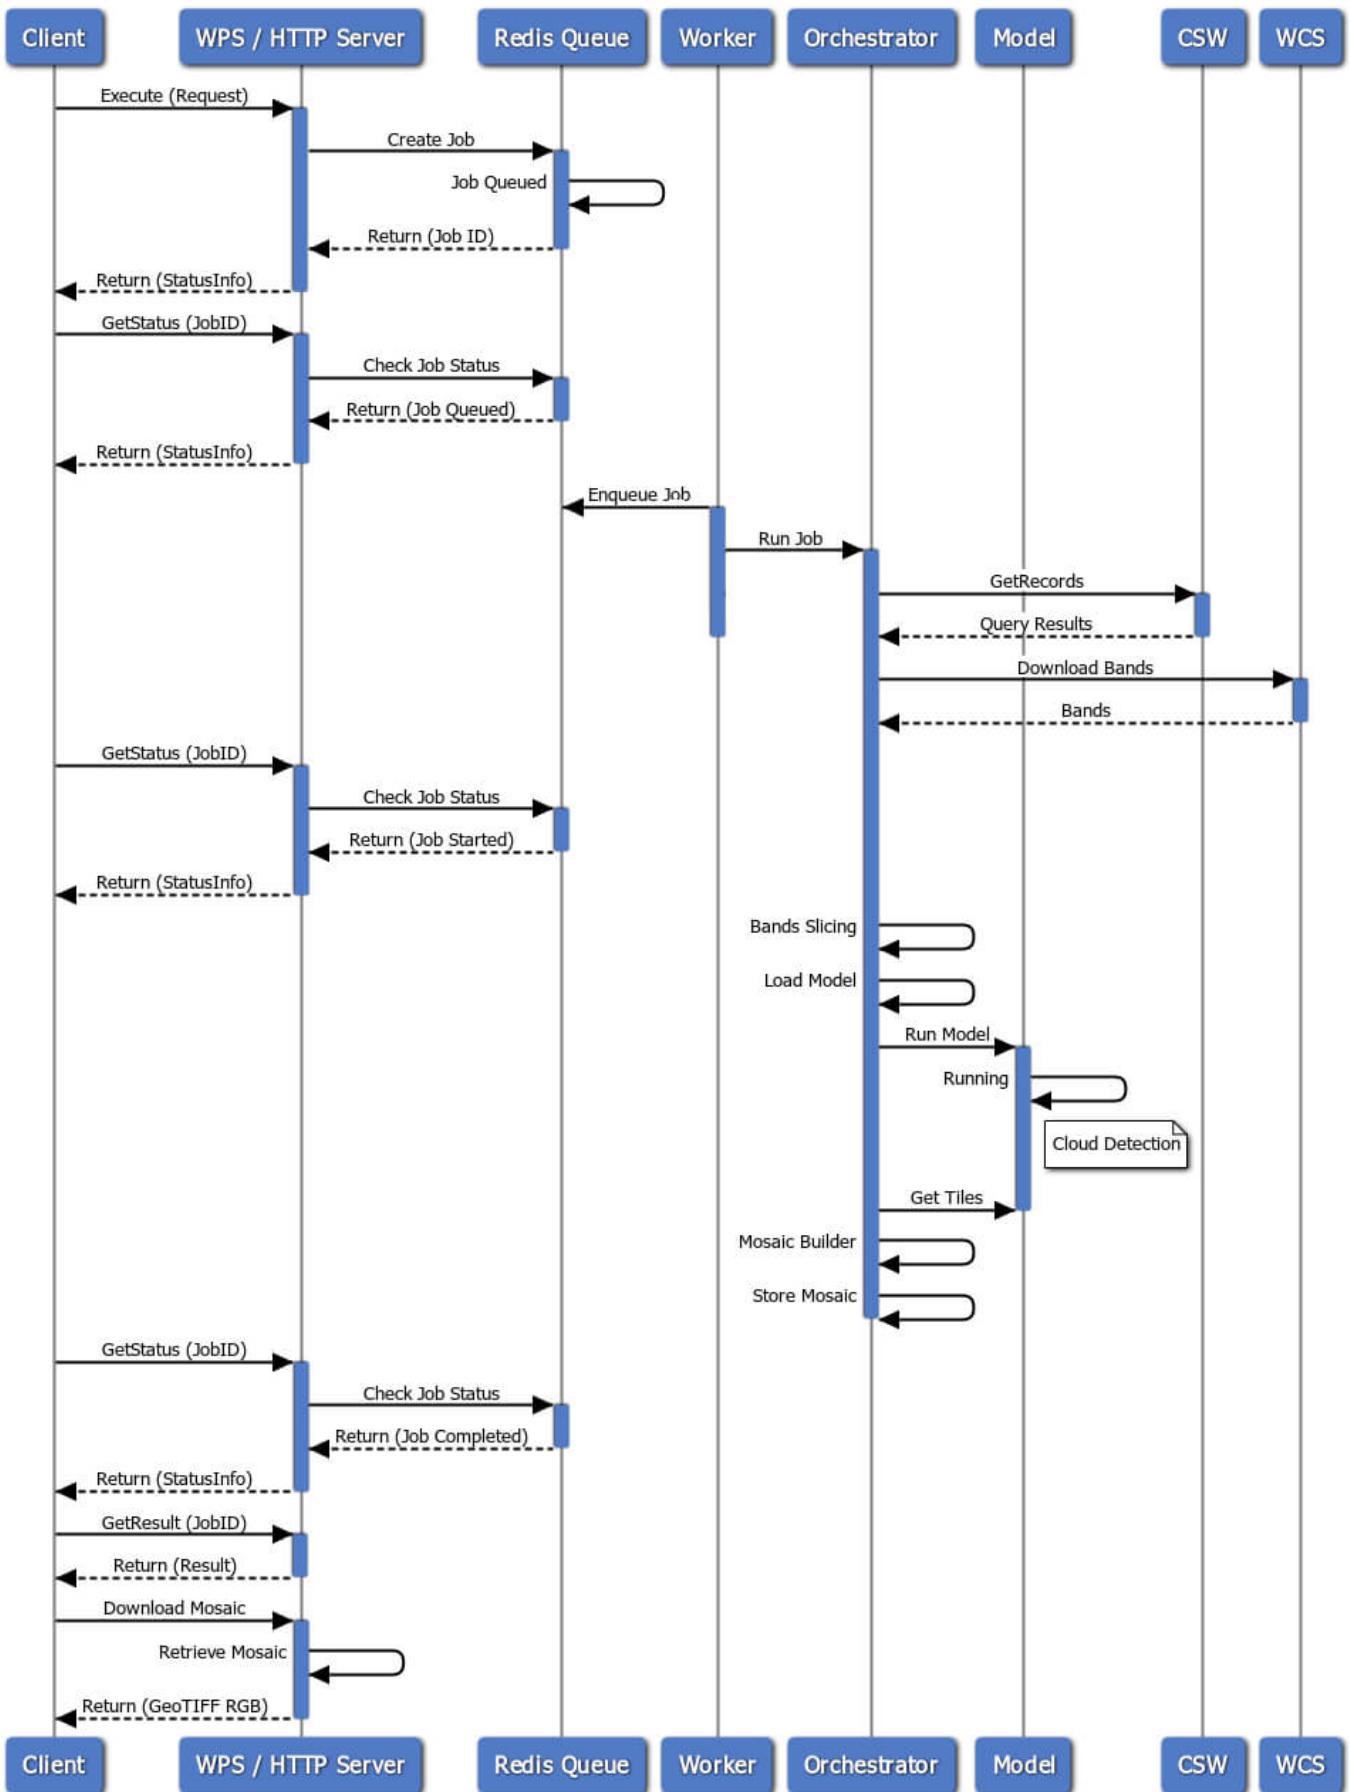 Client
WPS / HTTP Server
Redis Queue
Worker
Orchestrator
Model
CSW
WCS
Execute (Request)
Create Job
Job Queued
Return (Job ID)
Return (StatusInfo)
GetStatus (JobID)
Check Job Status
Return (Job Queued)
Return (StatusInfo)
Enqueue Job
Run Job
GetRecords
Query Results
Download Bands
Bands
GetStatus (JobID)
Check Job Status
Return (Job Started)
Return (StatusInfo)
Bands Slicing
Load Model
Run Model
Running
Cloud Detection
Get Tiles
Mosaic Builder
Store Mosaic
GetStatus (JobID)
Check Job Status
Return (Job Completed)
Return (StatusInfo)
GetResult (JobID)
Return (Result)
Download Mosaic
Retrieve Mosaic
Return (GeoTIFF RGB)
Client
WPS / HTTP Server
Redis Queue
Worker
Orchestrator
Model
CSW
WCS